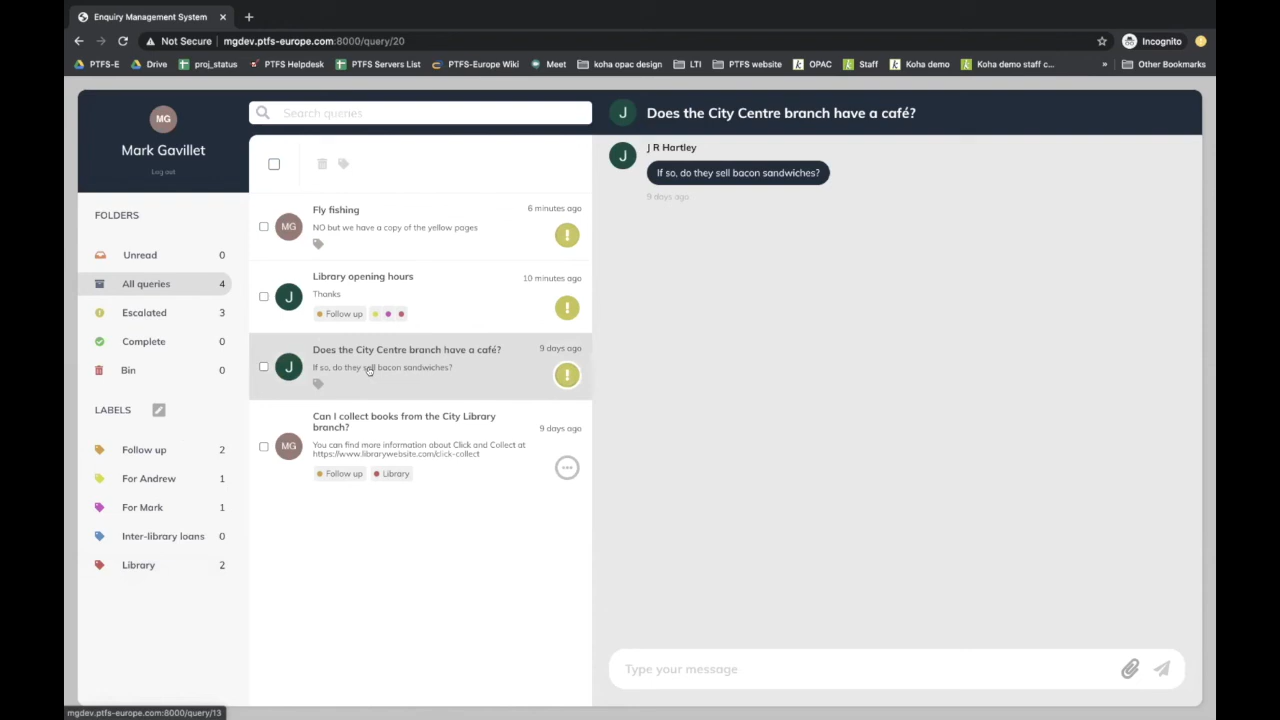 Enquiry Management System
Not Secure mgdev.ptfs-europe.com:8000/query/20 Incognito
PTFS-E Drive proj_status PTFS Helpdesk PTFS Servers List PTFS-Europe Wiki Meet koha opac design LTI PTFS website OPAC Staff Koha demo Koha demo staff c... » Other Bookmarks
MG
Mark Gavillet
Log out
FOLDERS
Unread 0
All queries 4
Escalated 3
Complete 0
Bin 0
LABELS
Follow up 2
For Andrew 1
For Mark 1
Inter-library loans 0
Library 2
Search queries
MG
Fly fishing 6 minutes ago
NO but we have a copy of the yellow pages
J
Library opening hours 10 minutes ago
Thanks
Follow up
J
Does the City Centre branch have a café? 9 days ago
If so, do they sell bacon sandwiches?
MG
Can I collect books from the City Library
branch? 9 days ago
You can find more information about Click and Collect at
https://www.librarywebsite.com/click-collect
Follow up Library
J Does the City Centre branch have a café?
J J R Hartley
If so, do they sell bacon sandwiches?
9 days ago
Type your message
mgdev.ptfs-europe.com:8000/query/13